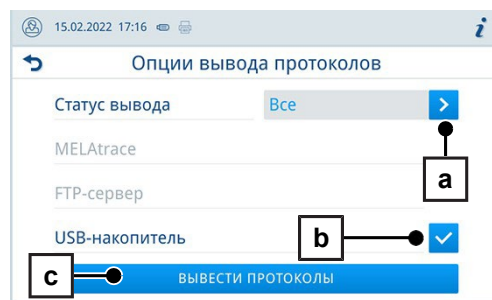 15.02.2022 17:16
i
Опции вывода протоколов
Статус вывода Все
a
MELAtrace
FTP-сервер
USB-накопитель
b
c
ВЫВЕСТИ ПРОТОКОЛЫ